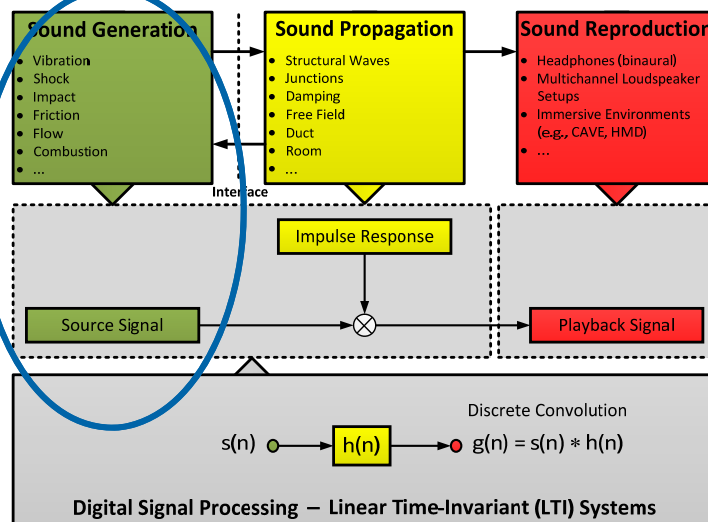 Sound Generation
• Vibration
• Shock
• Impact
• Friction
• Flow
• Combustion
• ...
Sound Propagation
• Structural Waves
• Junctions
• Damping
• Free Field
• Duct
• Room
• ...
Sound Reproduction
• Headphones (binaural)
• Multichannel Loudspeaker
Setups
• Immersive Environments
(e.g., CAVE, HMD)
• ...
Interface
Impulse Response
Source Signal
Playback Signal
Discrete Convolution
s(n)
h(n)
g(n) = s(n) * h(n)
Digital Signal Processing – Linear Time-Invariant (LTI) Systems